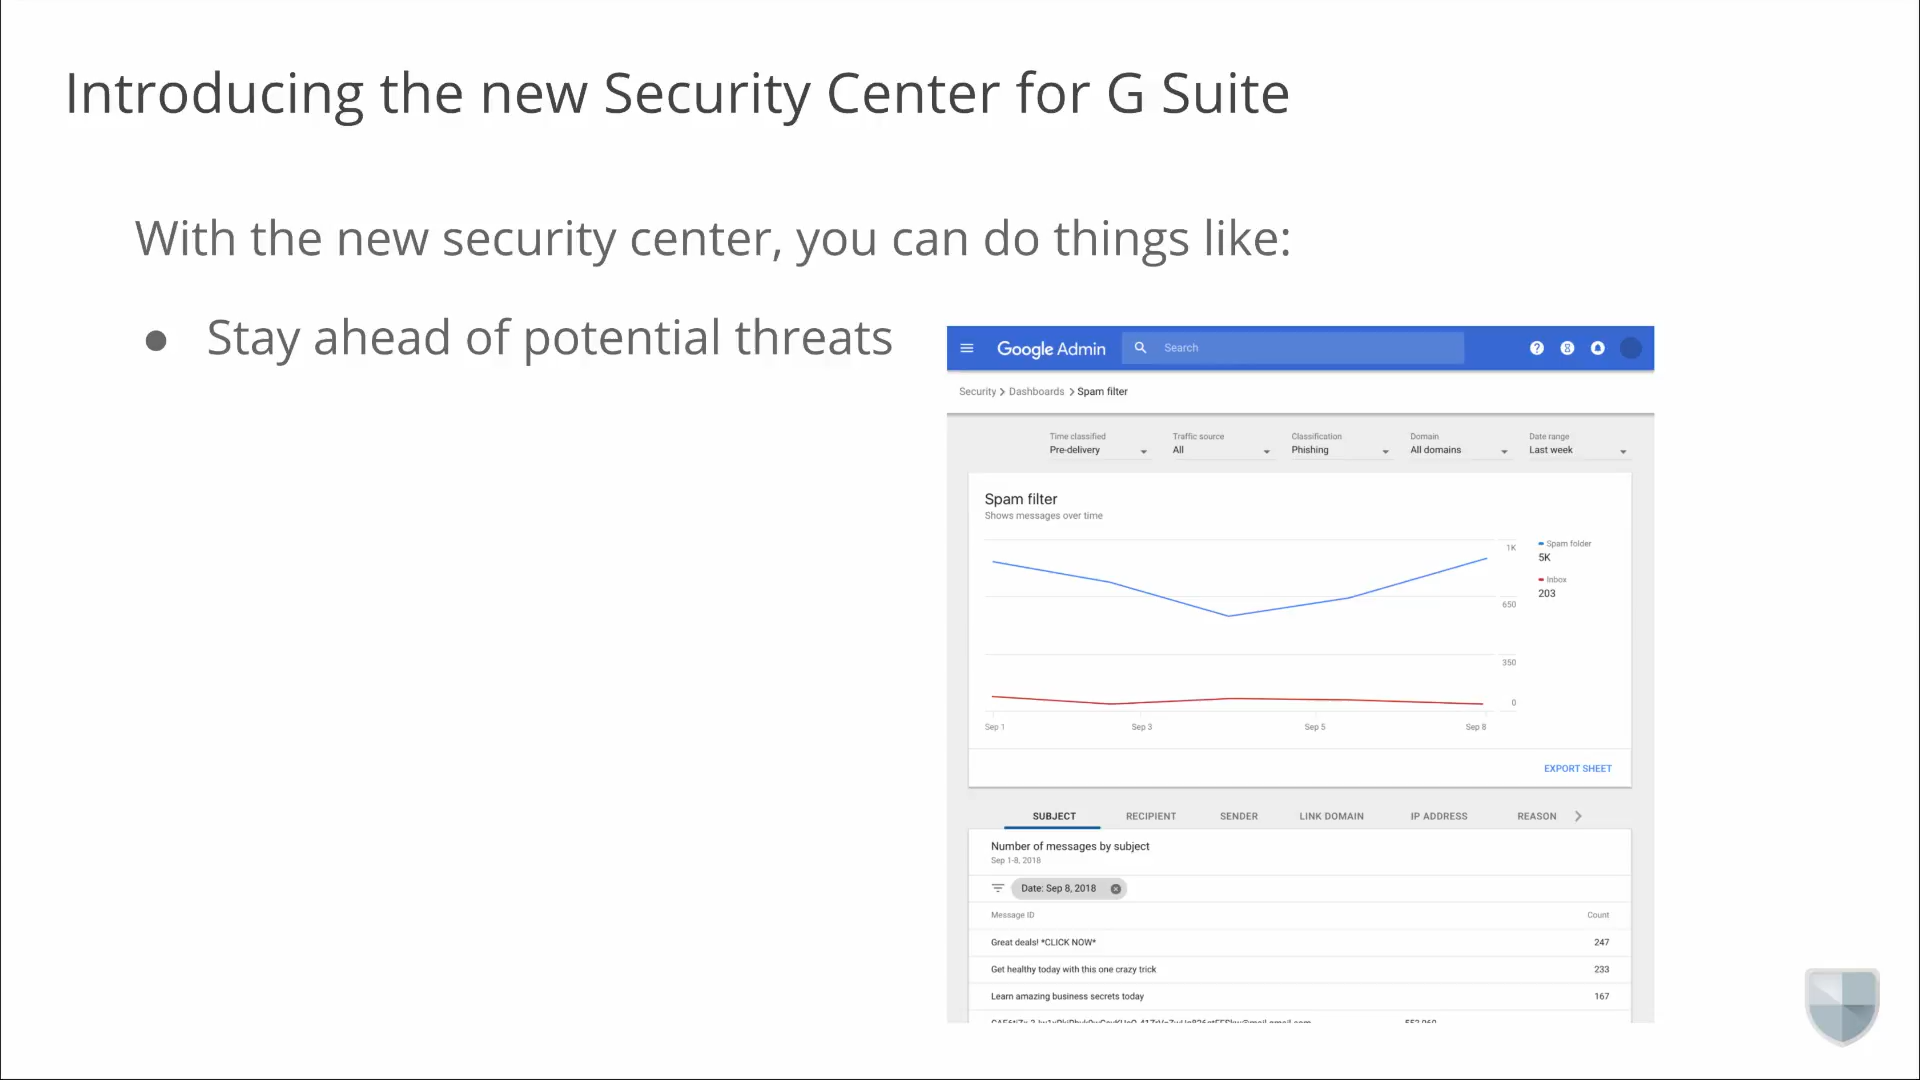 Introducing the new Security Center for G Suite
With the new security center, you can do things like:
● Stay ahead of potential threats
Google Admin
Search
Security > Dashboards > Spam filter
Time classified
Pre-delivery
Traffic source
All
Classification
Phishing
Domain
All domains
Date range
Last week
Spam filter
Shows messages over time
1K
650
350
0
Spam folder
5K
Inbox
203
Sep 1 Sep 3 Sep 5 Sep 8
EXPORT SHEET
SUBJECT RECIPIENT SENDER LINK DOMAIN IP ADDRESS REASON
Number of messages by subject
Sep 1-8, 2018
Date: Sep 8, 2018
Message ID Count
Great deals! *CLICK NOW* 247
Get healthy today with this one crazy trick 233
Learn amazing business secrets today 167